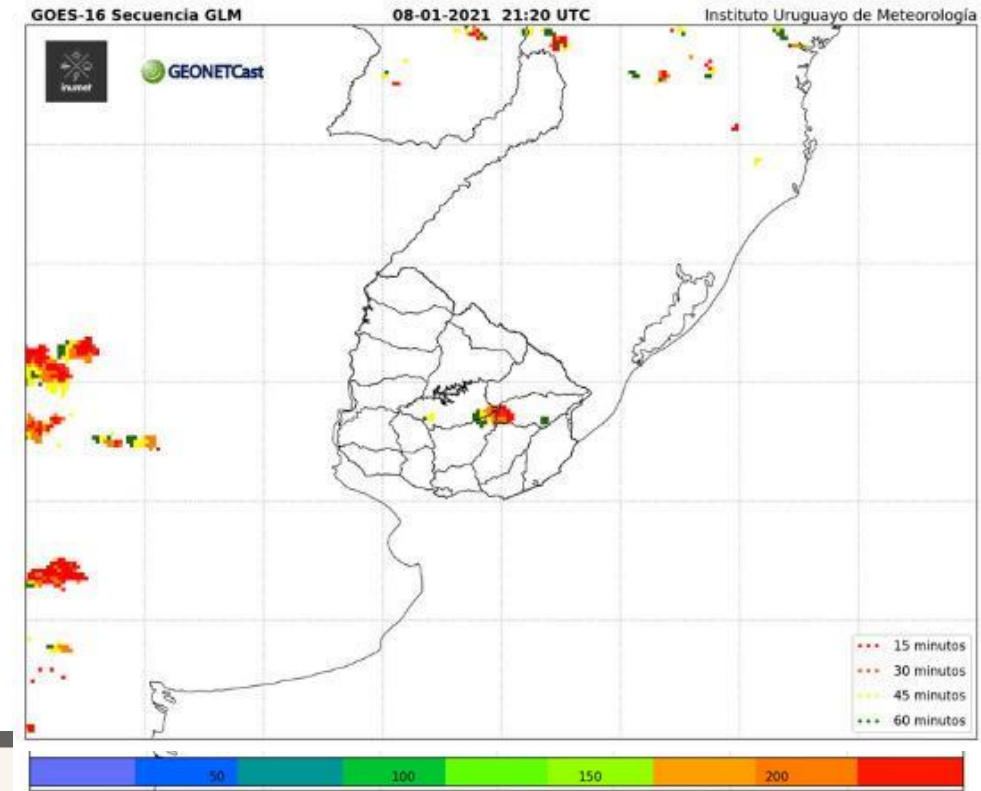 GOES-16 Secuencia GLM 08-01-2021 21:20 UTC Instituto Uruguayo de Meteorología
inumet
GEONETCast
15 minutos
30 minutos
45 minutos
60 minutos
50 100 150 200